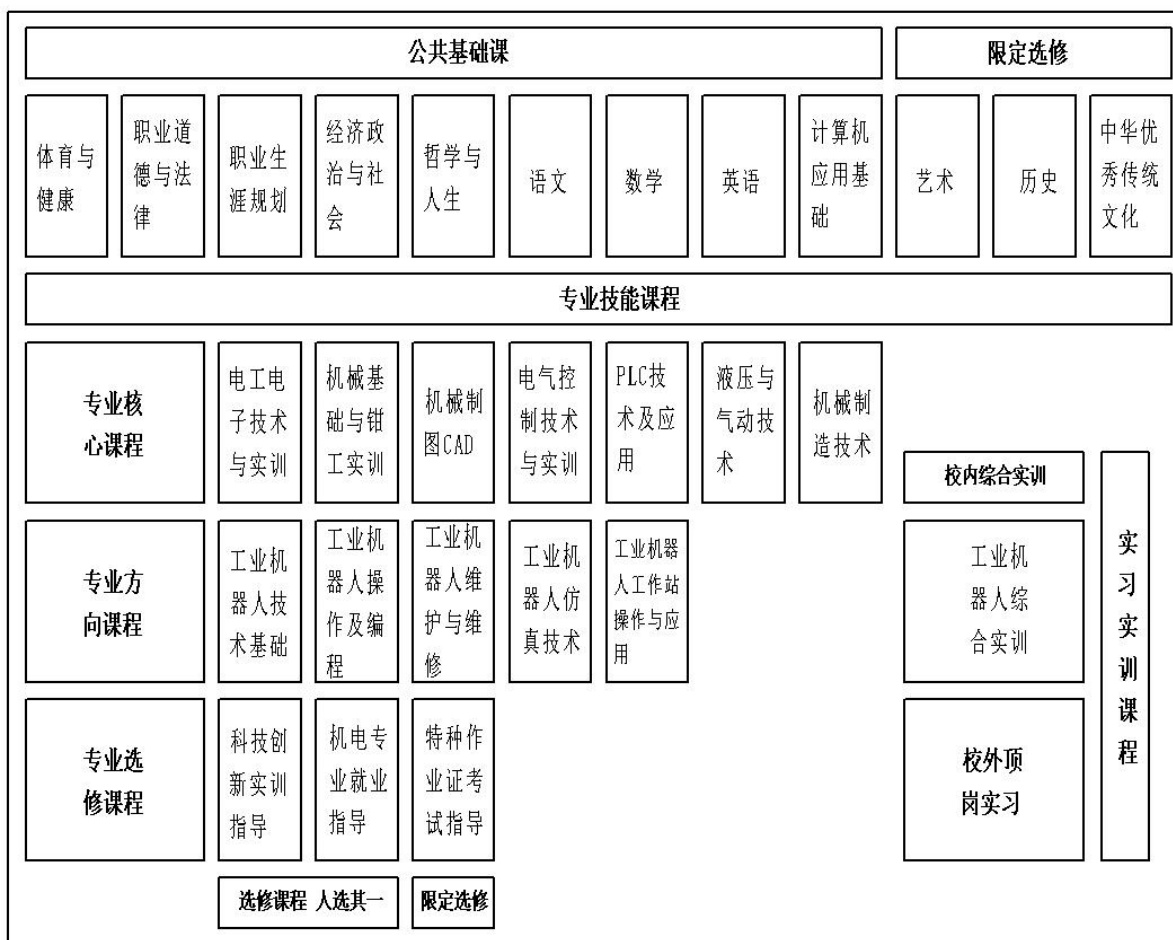 公共基础课
限定选修
体育与
健康
职业道
德与法
律
职业生
涯规划
经济政
治与社
会
哲学与
人生
语文
数学
英语
计算机
应用基
础
艺术
历史
中华优
秀传统
文化
专业技能课程
专业核
心课程
电工电
子技术
与实训
机械基
础与钳
工实训
机械制
图CAD
电气控
制技术
与实训
PLC技
术及应
用
液压与
气动技
术
机械制
造技术
校内综合实训
实习实训课程
专业方
向课程
工业机
器人技
术基础
工业机
器人操
作及编
程
工业机
器人维
护与维
修
工业机
器人仿
真技术
工业机器
人工作站
操作与应
用
工业机
器人综
合实训
专业选
修课程
科技创
新实训
指导
机电专
业就业
指导
特种作
业证考
试指导
校外顶
岗实习
选修课程 人选其一
限定选修